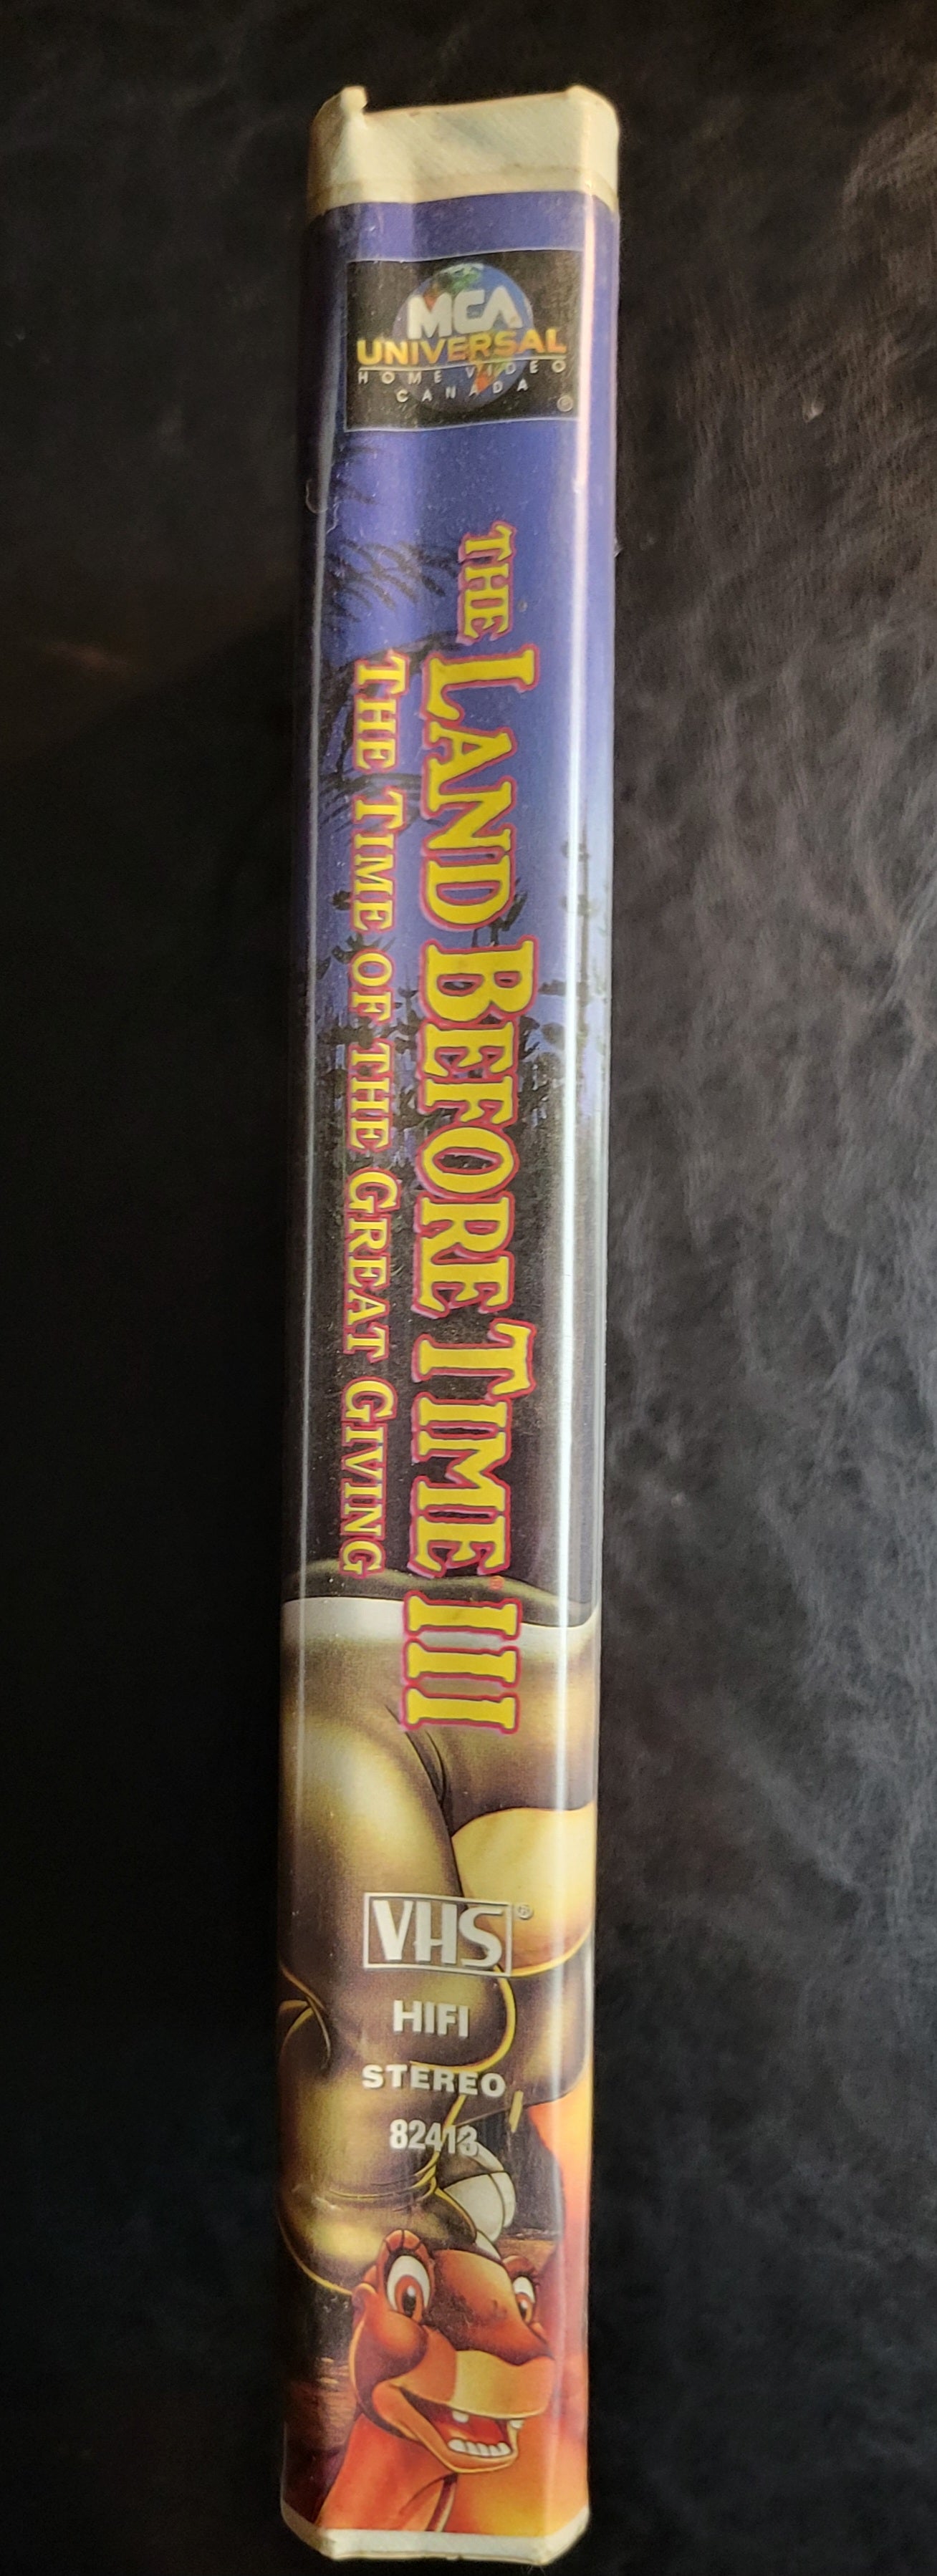 MCA
UNIVERSAL
HOME VIDEO
CANADA
®
THE LAND BEFORE TIME® III
THE TIME OF THE GREAT GIVING
VHS®
HIFI
STEREO
82413